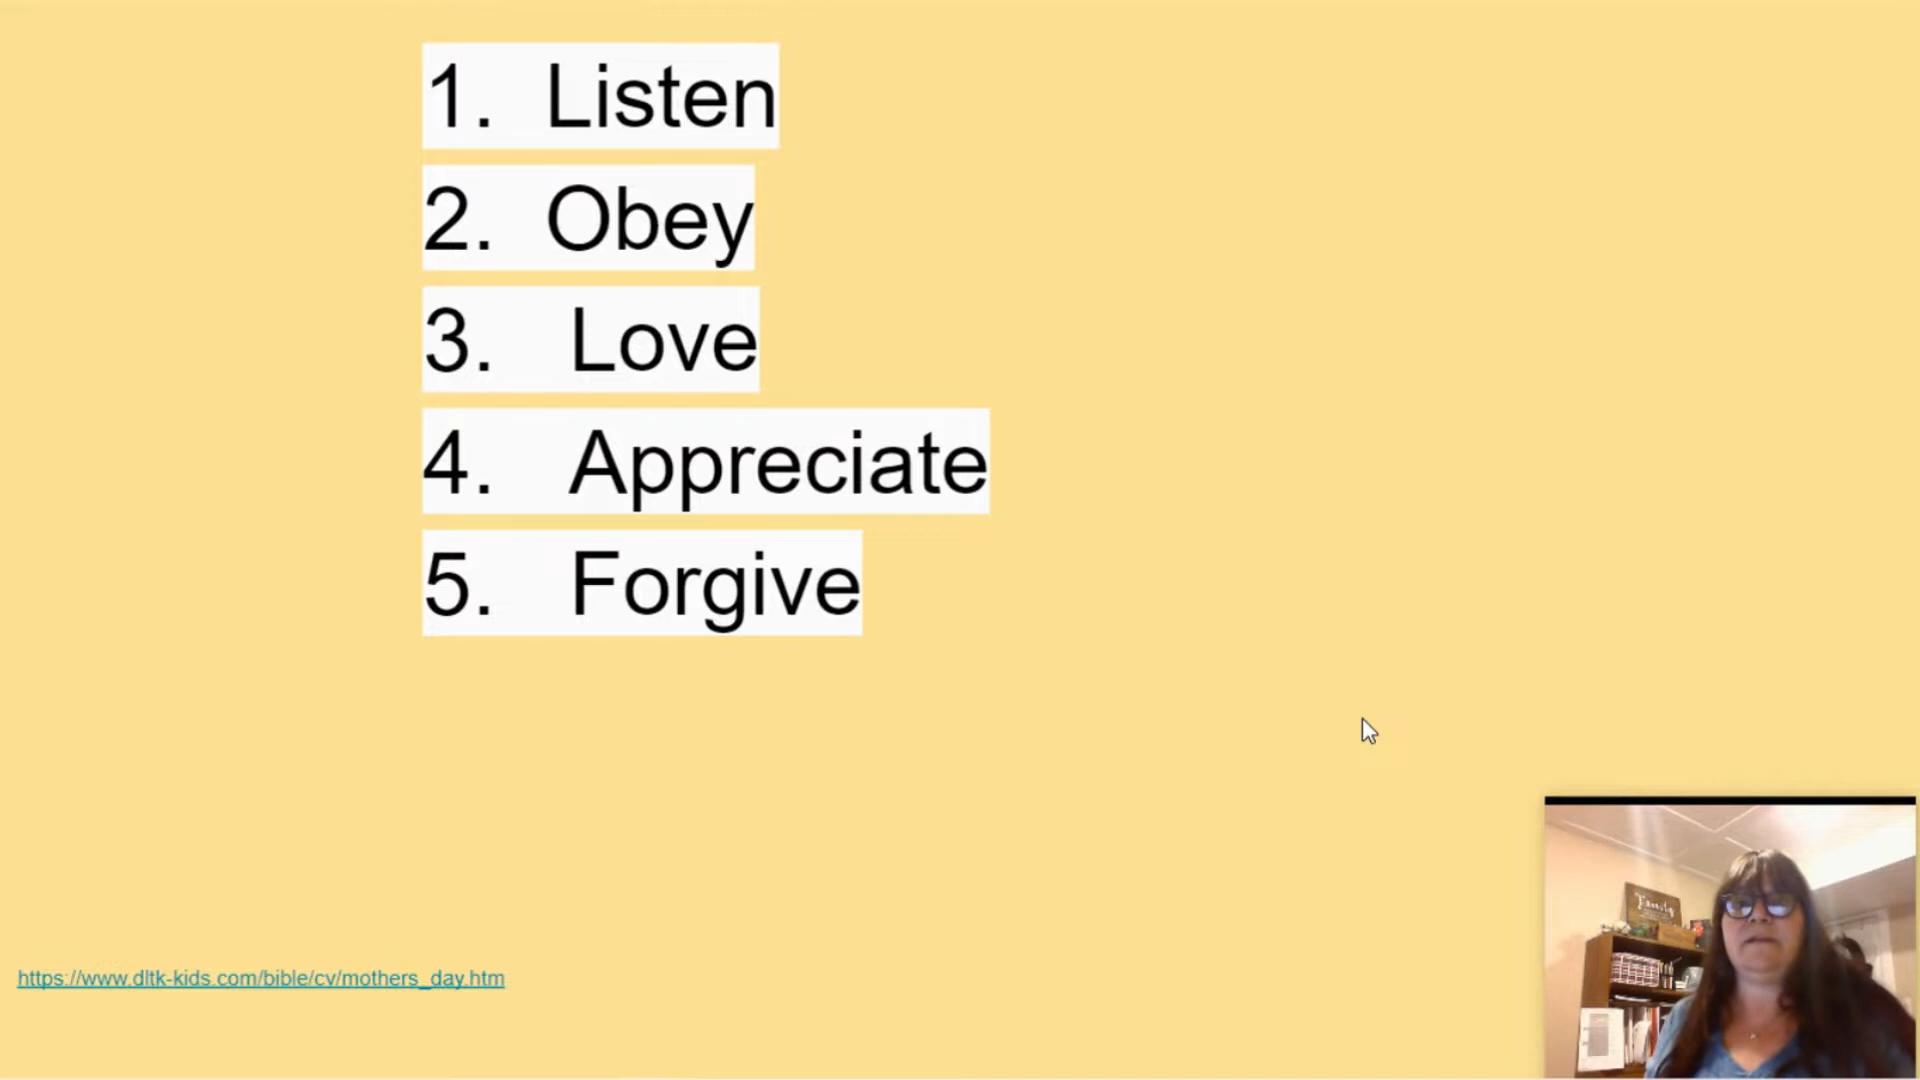 1. Listen
2. Obey
3. Love
4. Appreciate
5. Forgive
https://www.dltk-kids.com/bible/cv/mothers_day.htm
Family